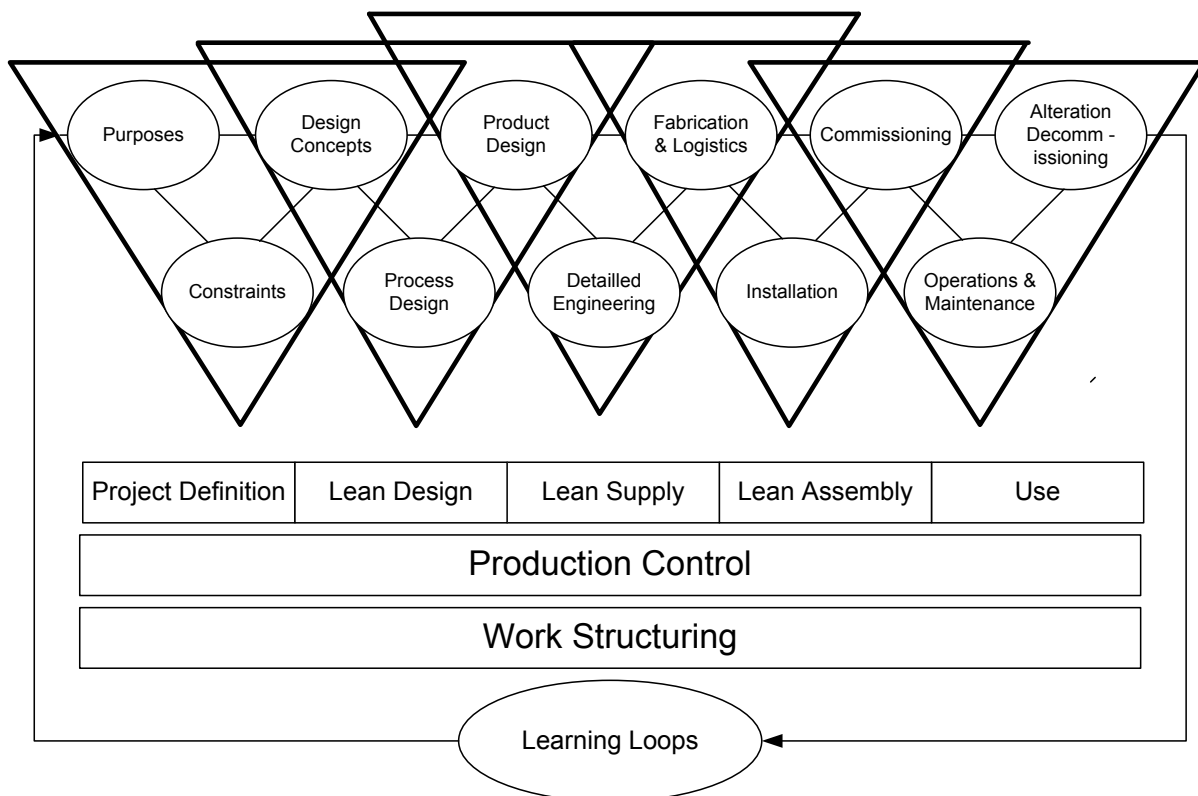 Purposes
Design
Concepts
Product
Design
Fabrication
& Logistics
Commissioning
Alteration
Decomm -
issioning
Constraints
Process
Design
Detailled
Engineering
Installation
Operations &
Maintenance
Project Definition
Lean Design
Lean Supply
Lean Assembly
Use
Production Control
Work Structuring
Learning Loops